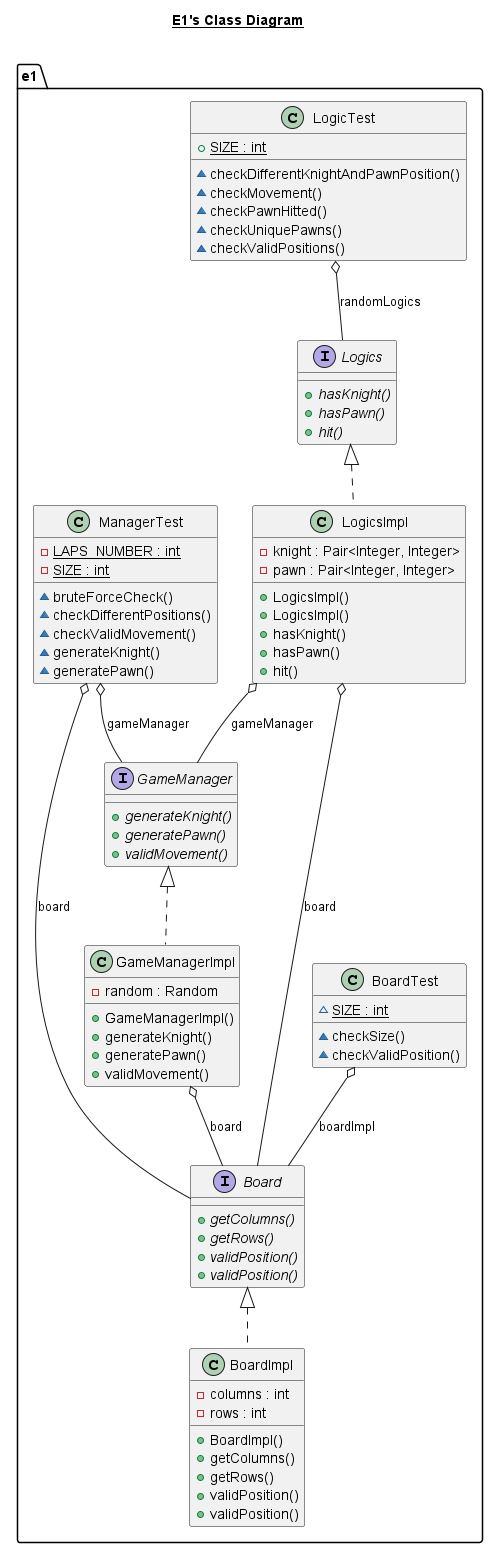 E1's Class Diagram
e1
C LogicTest
SIZE : int
checkDifferentKnightAndPawnPosition()
checkMovement()
checkPawnHitted()
checkUniquePawns()
checkValidPositions()
randomLogics
I Logics
hasKnight()
hasPawn()
hit()
C ManagerTest
LAPS_NUMBER : int
SIZE : int
bruteForceCheck()
checkDifferentPositions()
checkValidMovement()
generateKnight()
generatePawn()
C LogicsImpl
knight : Pair<Integer, Integer>
pawn : Pair<Integer, Integer>
LogicsImpl()
LogicsImpl()
hasKnight()
hasPawn()
hit()
gameManager
gameManager
I GameManager
generateKnight()
generatePawn()
validMovement()
board
board
C GameManagerImpl
random : Random
GameManagerImpl()
generateKnight()
generatePawn()
validMovement()
C BoardTest
SIZE : int
checkSize()
checkValidPosition()
board
boardImpl
I Board
getColumns()
getRows()
validPosition()
validPosition()
C BoardImpl
columns : int
rows : int
BoardImpl()
getColumns()
getRows()
validPosition()
validPosition()